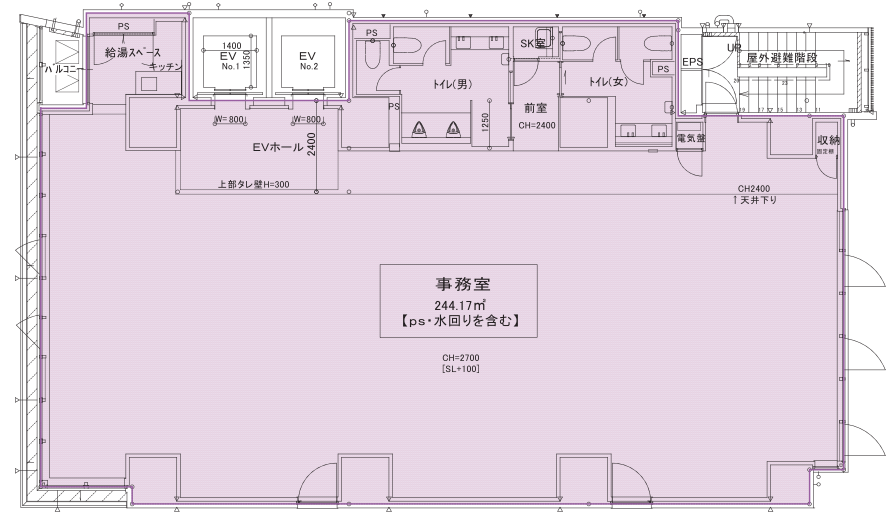 PS
給湯スペース
バルコニー
キッチン
1400
EV
No.1
1350
EV
No.2
W=800
W=800
EVホール
2400
上部タレ壁H=300
PS
トイレ(男)
PS
1250
SK室
前室
CH=2400
トイレ(女)
PS
EPS
UB
屋外避難階段
電気盤
収納
固定棚
CH2400
↑天井下り
事務室
244.17㎡
【ps・水回りを含む】
CH=2700
[SL+100]